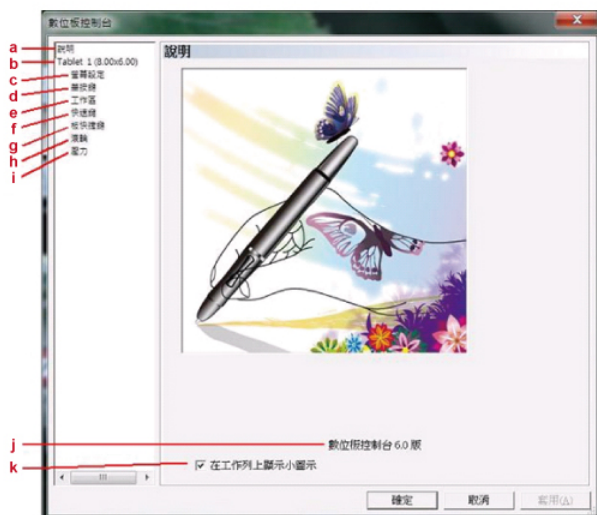 數位板控制台
a
說明
說明
b
Tablet 1 (8.00x6.00)
c
螢幕設定
d
筆按鍵
e
工作區
f
快速鍵
g
板快捷鍵
h
滾輪
i
壓力
j
數位板控制台 6.0 版
k
在工作列上顯示小圖示
確定
取消
套用(A)